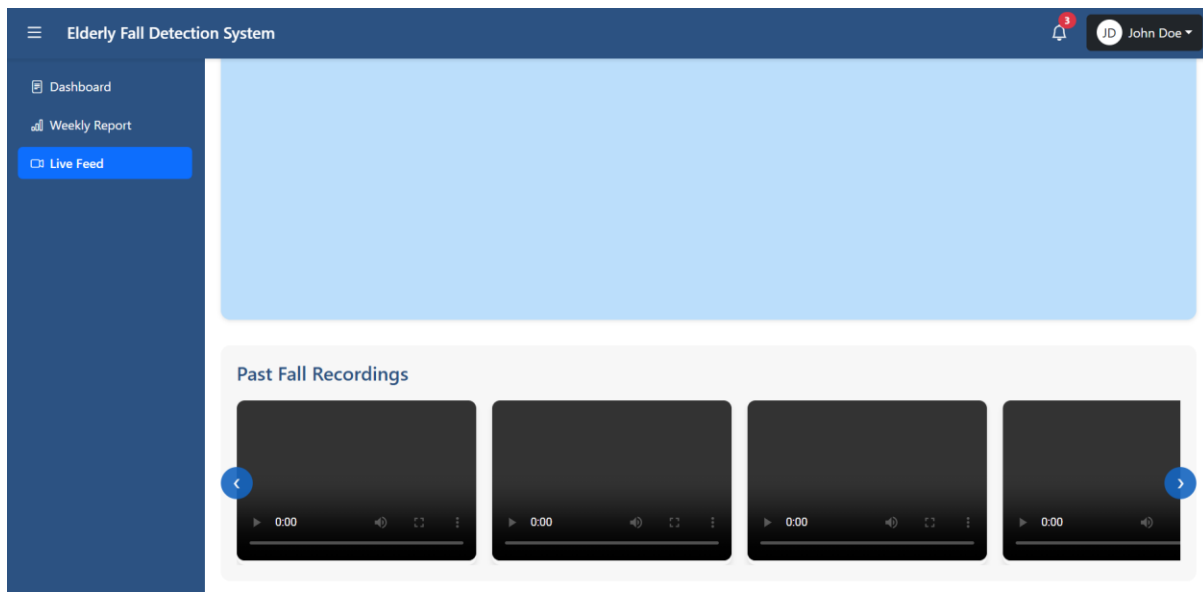 Elderly Fall Detection System
3
JD John Doe
Dashboard
Weekly Report
Live Feed
Past Fall Recordings
0:00
0:00
0:00
0:00